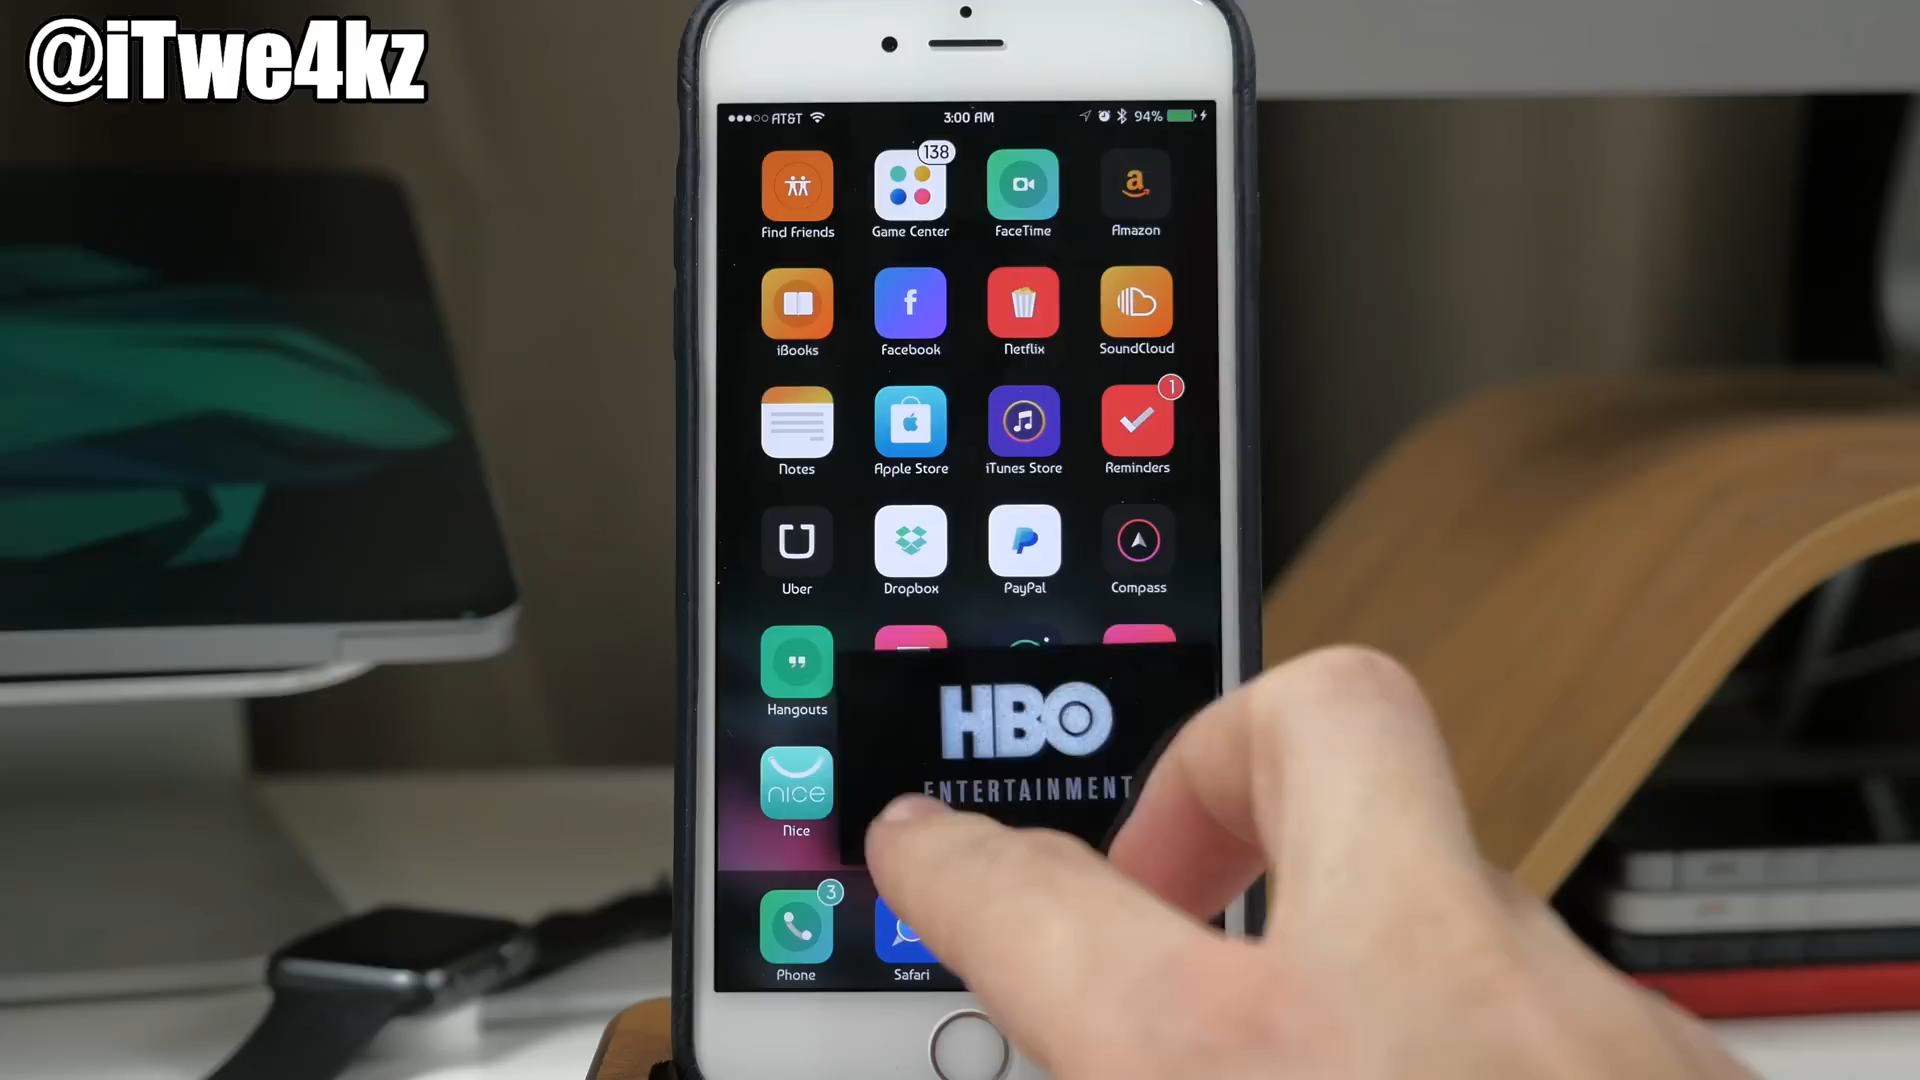 @iTwe4kz
AT&T 3:00 AM 94%
138
Find Friends Game Center FaceTime Amazon
iBooks Facebook Netflix SoundCloud
1
Notes Apple Store iTunes Store Reminders
Uber Dropbox PayPal Compass
Hangouts
HBO
ENTERTAINMENT
nice
Nice
3
Phone Safari